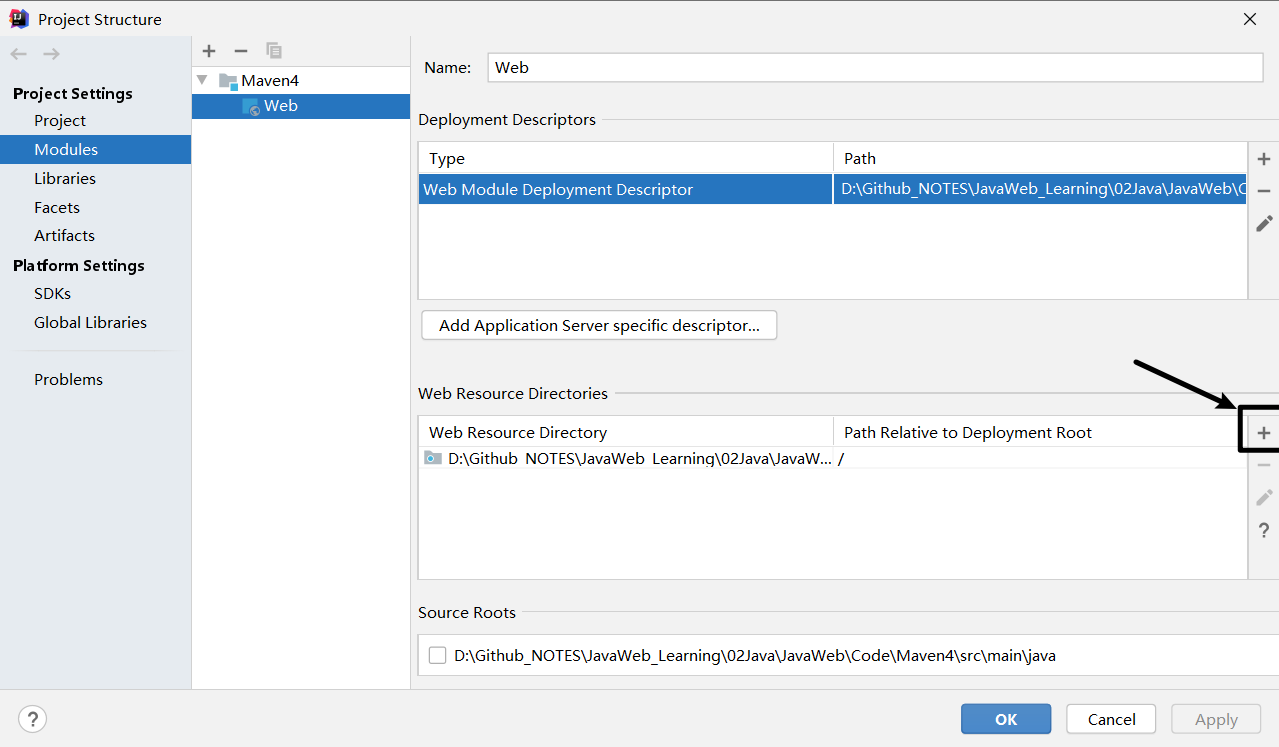 Project Structure
Project Settings
Project
Modules
Libraries
Facets
Artifacts
Platform Settings
SDKs
Global Libraries
Problems
Maven4
Web
Name: Web
Deployment Descriptors
Type Path
Web Module Deployment Descriptor D:\Github_NOTES\JavaWeb_Learning\02Java\JavaWeb\C
Add Application Server specific descriptor...
Web Resource Directories
Web Resource Directory Path Relative to Deployment Root
D:\Github_NOTES\JavaWeb_Learning\02Java\JavaW... /
?
Source Roots
D:\Github_NOTES\JavaWeb_Learning\02Java\JavaWeb\Code\Maven4\src\main\java
? OK Cancel Apply